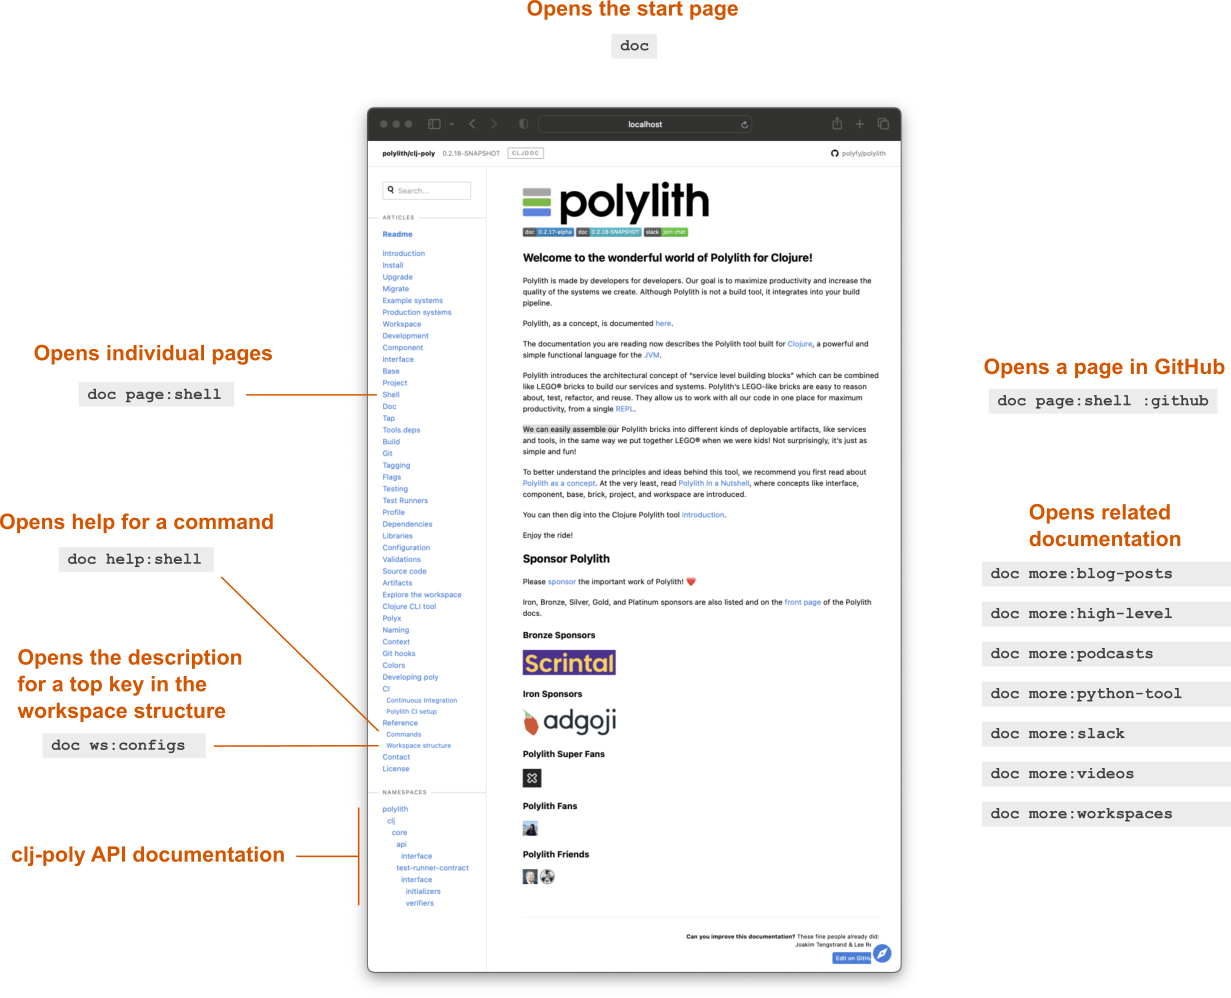 Opens the start page
doc
localhost
polylith/clj-poly 0.2.18-SNAPSHOT CLJDOC
polyfy/polylith
Search...
ARTICLES
Readme
Introduction
Install
Upgrade
Migrate
Example systems
Production systems
Workspace
Development
Component
Interface
Base
Project
Shell
Doc
Tap
Tools.deps
Build
Git
Tagging
Flags
Testing
Test Runners
Profile
Dependencies
Libraries
Configuration
Validations
Source code
Artifacts
Explore the workspace
Clojure CLI tool
Polyx
Naming
Context
Git hooks
Colors
Developing poly
CI
Continuous Integration
Polylith CI setup
Reference
Commands
Workspace structure
Contact
License
NAMESPACES
polylith
clj
core
api
interface
test-runner-contract
interface
initializers
verifiers
polylith
doc 0.2.17-alpha doc 0.2.18-SNAPSHOT slack join chat
Welcome to the wonderful world of Polylith for Clojure!
Polylith is made by developers for developers. Our goal is to maximize productivity and increase the
quality of the systems we create. Although Polylith is not a build tool, it integrates into your build
pipeline.
Polylith, as a concept, is documented here.
The documentation you are reading now describes the Polylith tool built for Clojure, a powerful and
simple functional language for the JVM.
Polylith introduces the architectural concept of “service level building blocks” which can be combined
like LEGO® bricks to build our services and systems. Polylith's LEGO-like bricks are easy to reason
about, test, refactor, and reuse. They allow us to work with all our code in one place for maximum
productivity, from a single REPL.
We can easily assemble our Polylith bricks into different kinds of deployable artifacts, like services
and tools, in the same way we put together LEGO® when we were kids! Not surprisingly, it's just as
simple and fun!
To better understand the principles and ideas behind this tool, we recommend you first read about
Polylith as a concept. At the very least, read Polylith in a Nutshell, where concepts like interface,
component, base, brick, project, and workspace are introduced.
You can then dig into the Clojure Polylith tool introduction.
Enjoy the ride!
Sponsor Polylith
Please sponsor the important work of Polylith! ❤️
Iron, Bronze, Silver, Gold, and Platinum sponsors are also listed and on the front page of the Polylith
docs.
Bronze Sponsors
Scrintal
Iron Sponsors
adgoji
Polylith Super Fans
Polylith Fans
Polylith Friends
Can you improve this documentation? These fine people already did:
Joakim Tengstrand & Lee Re
Edit on GitHu
Opens individual pages
doc page:shell
Opens help for a command
doc help:shell
Opens the description
for a top key in the
workspace structure
doc ws:configs
clj-poly API documentation
Opens a page in GitHub
doc page:shell :github
Opens related
documentation
doc more:blog-posts
doc more:high-level
doc more:podcasts
doc more:python-tool
doc more:slack
doc more:videos
doc more:workspaces